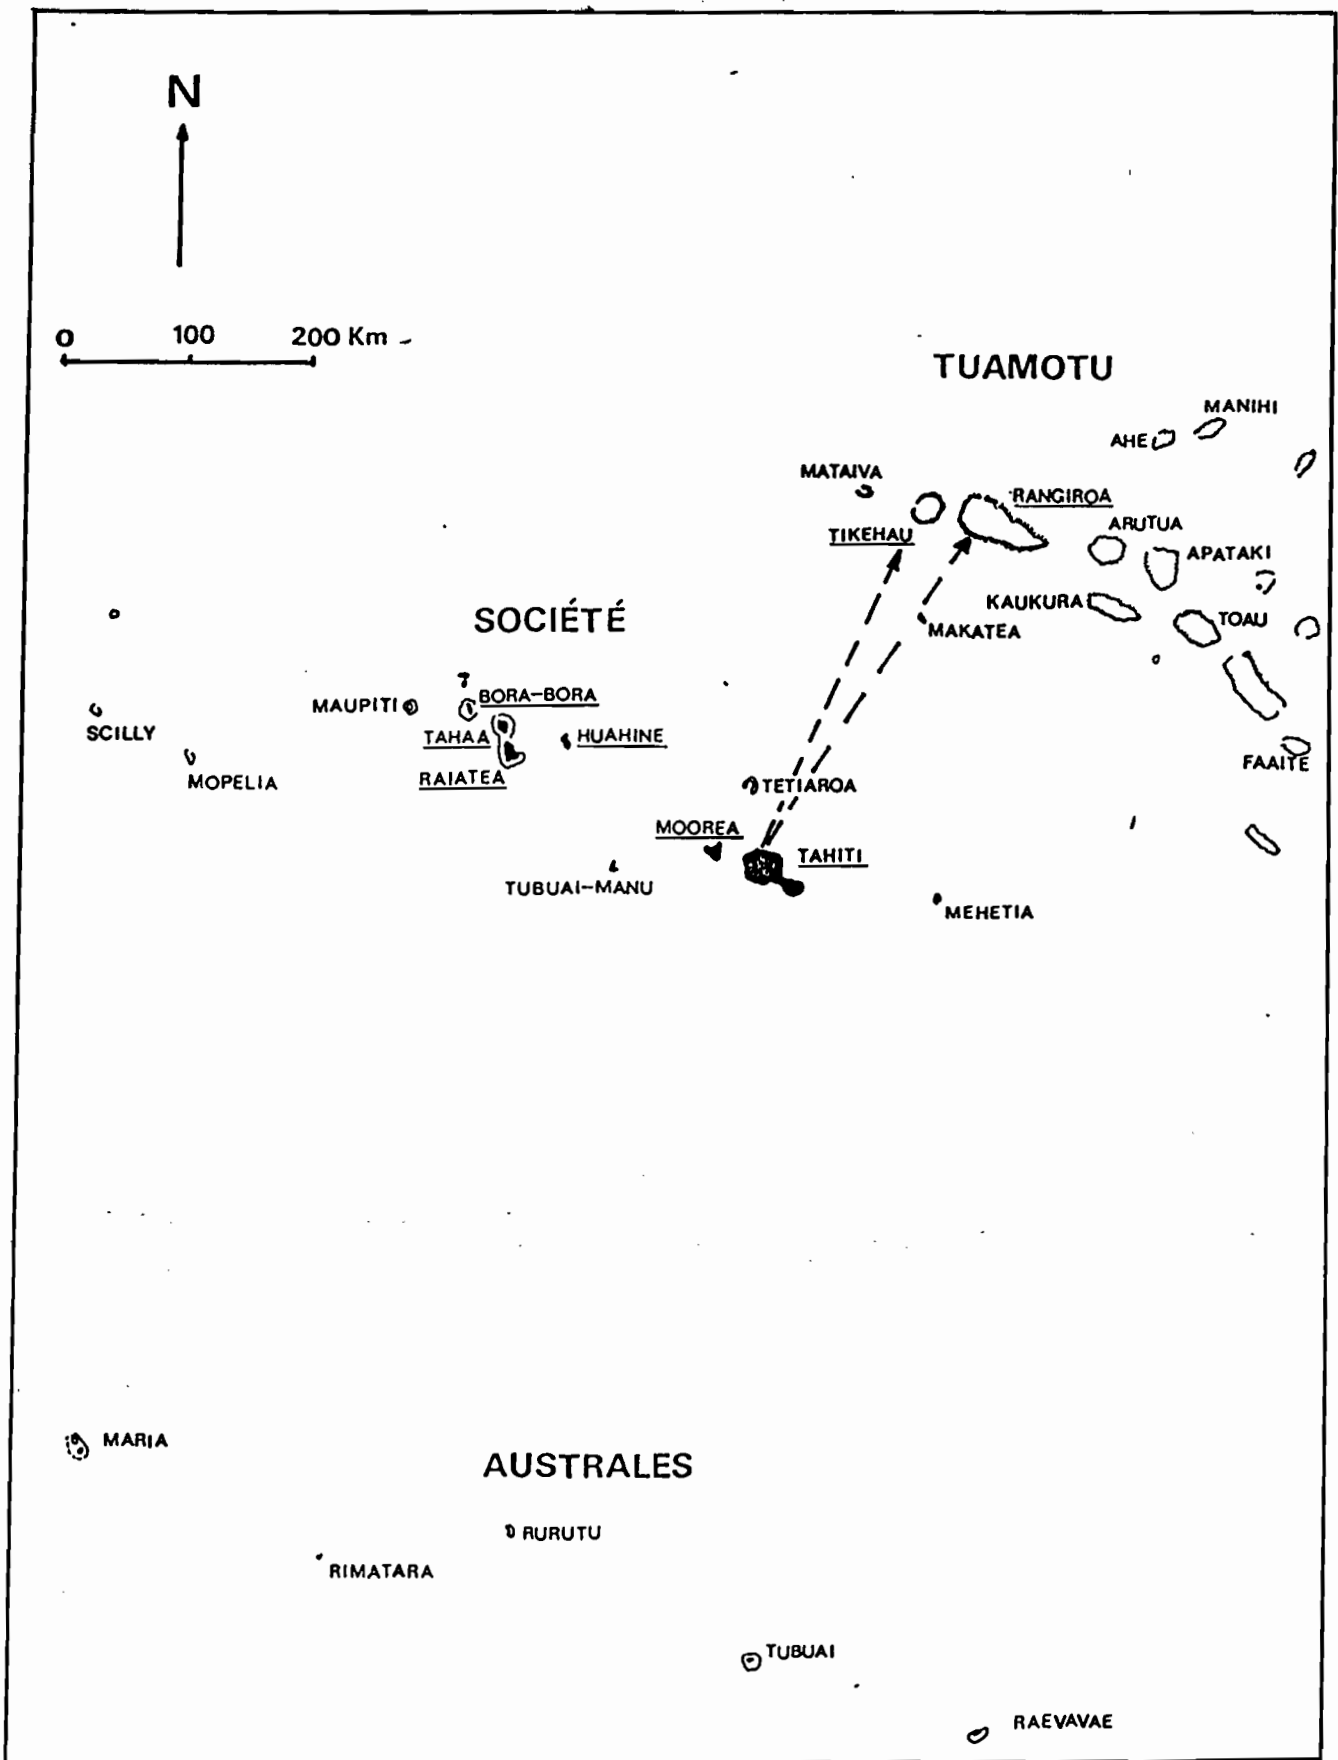 N
0 100 200 Km
TUAMOTU
MANIHI
AHE
MATAIVA
RANGIROA
TIKEHAU
ARUTUA
APATAKI
KAUKURA
TOAU
MAKATEA
SOCIÉTÉ
MAUPITI
BORA-BORA
SCILLY
TAHAA
HUAHINE
MOPELIA
RAIATEA
FAAITE
TETIAROA
MOOREA
TAHITI
TUBUAI-MANU
MEHETIA
MARIA
AUSTRALES
RURUTU
RIMATARA
TUBUAI
RAEVAVAE